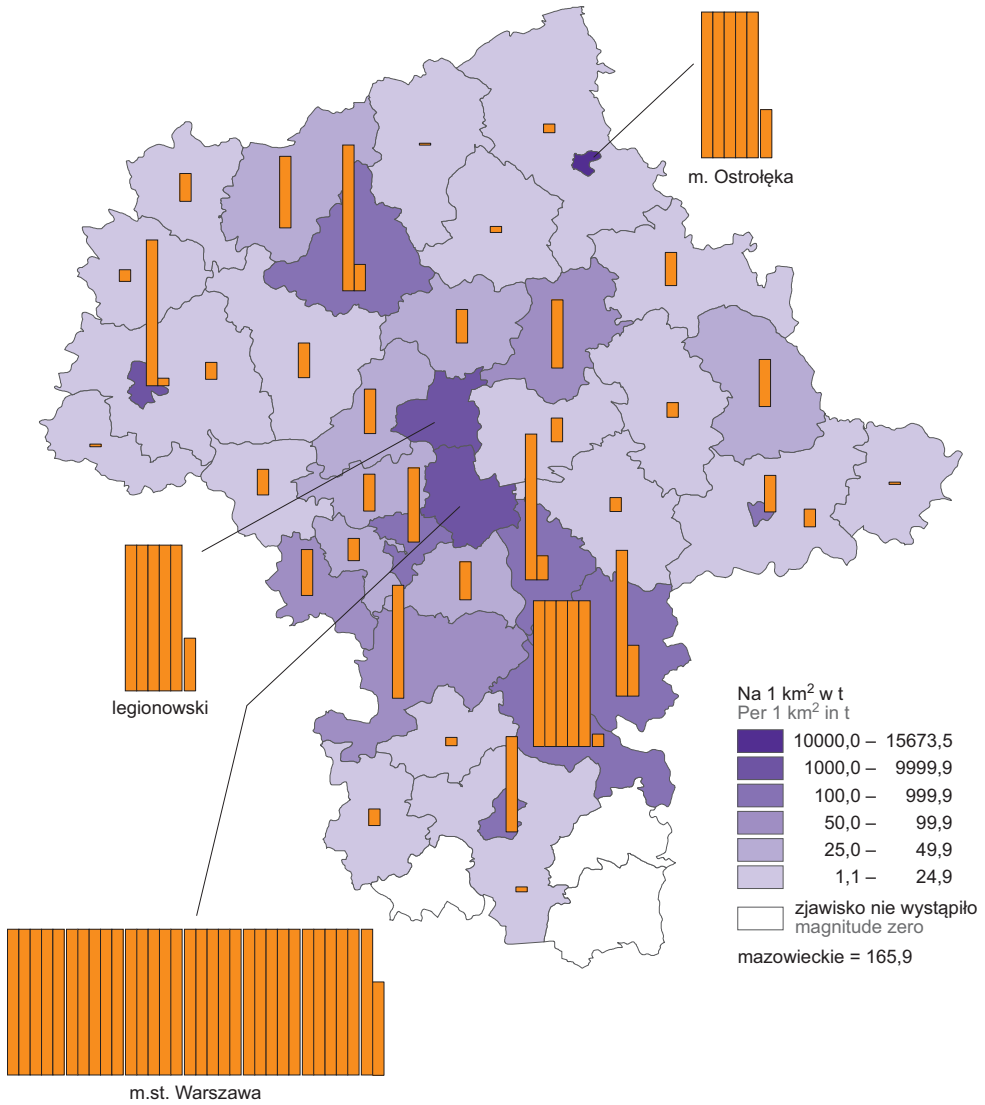 m. Ostrołęka
legionowski
Na 1 km² w t
Per 1 km² in t
10000,0 – 15673,5
1000,0 – 9999,9
100,0 – 999,9
50,0 – 99,9
25,0 – 49,9
1,1 – 24,9
zjawisko nie wystąpiło
magnitude zero
mazowieckie = 165,9
m.st. Warszawa